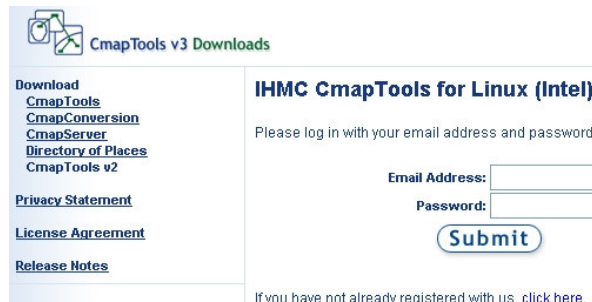 CmapTools v3 Downloads
Download
CmapTools
CmapConversion
CmapServer
Directory of Places
CmapTools v2
Privacy Statement
License Agreement
Release Notes
IHMC CmapTools for Linux (Intel)
Please log in with your email address and password
Email Address:
Password:
Submit
If you have not already registered with us, click here